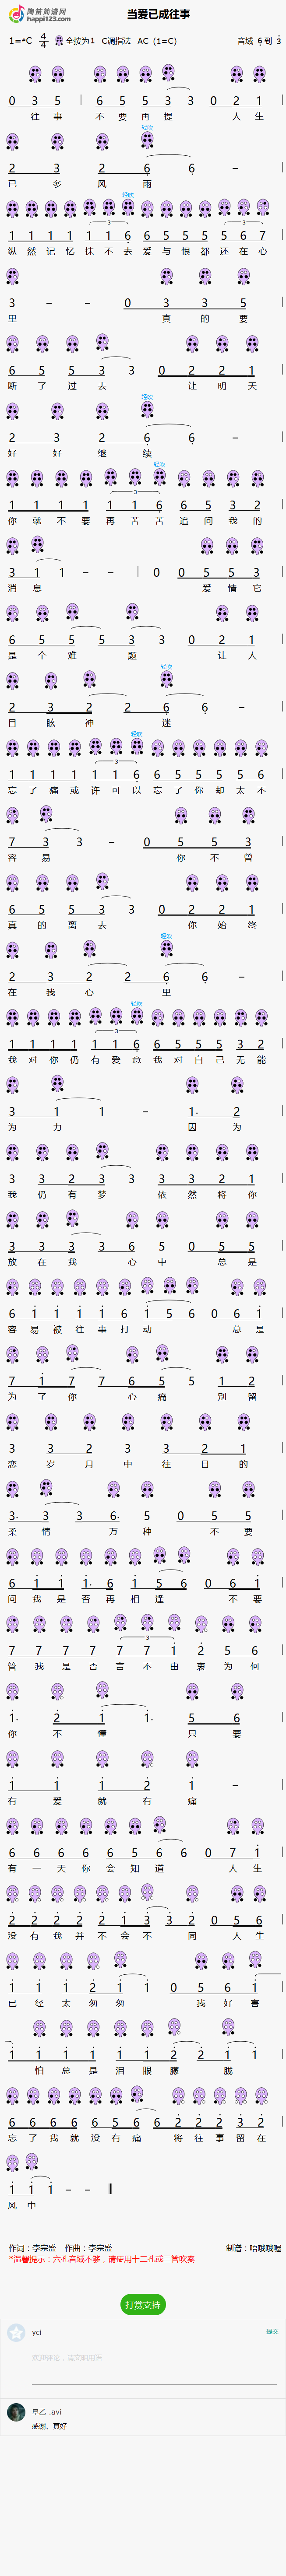 陶笛简谱网
happi123.com
当爱已成往事
1=#C 4/4 全按为1 C调指法 AC (1=C) 音域 6 到 3
0 3 5 | 5 6 5 3 3 0 2 1 |
往 事 不 要 再 提 人 生
轻吹
2 3 2 6 6 – |
已 多 风 雨
轻吹
1 1 1 1 1 1 6 6 5 5 5 5 6 7 |
纵 然 记 忆 抹 不 去 爱 与 恨 都 还 在 心
3 – – 0 3 3 5 |
里 真 的 要
6 5 5 3 3 0 2 2 1 |
断 了 过 去 让 明 天
轻吹
2 3 2 6 6 – |
好 好 继 续
轻吹
1 1 1 1 1 1 6 6 5 3 2 |
你 就 不 要 再 苦 苦 追 问 我 的
3 1 1 – – | 0 0 5 5 3 |
消 息 爱 情 它
6 5 5 5 3 3 0 2 1 |
是 个 难 题 让 人
轻吹
2 3 2 2 6 6 – |
目 眩 神 迷
轻吹
1 1 1 1 1 1 6 6 5 5 5 5 6 |
忘 了 痛 或 许 可 以 忘 了 你 却 太 不
7 3 3 – 0 5 5 3 |
容 易 你 不 曾
6 5 5 3 3 0 2 2 1 |
真 的 离 去 你 始 终
轻吹
2 3 2 2 6 6 – |
在 我 心 里
轻吹
1 1 1 1 1 1 6 6 5 5 5 3 2 |
我 对 你 仍 有 爱 意 我 对 自 己 无 能
3 1 1 – 1. 2 |
为 力 因 为
3 3 2 3 3 3 3 2 1 |
我 仍 有 梦 依 然 将 你
3 3 3 3 6 5 0 5 5 |
放 在 我 心 中 总 是
6 1 1 1 1 6 1 5 6 0 6 1 |
容 易 被 往 事 打 动 总 是
7 1 7 7 6 5 5 1 2 |
为 了 你 心 痛 别 留
3 3 2 3 3 2 1 |
恋 岁 月 中 往 日 的
3. 3 3 6. 5 0 5 5 |
柔 情 万 种 不 要
6 1 1 1. 6 1 5 6 0 6 1 |
问 我 是 否 再 相 逢 不 要
7 7 7 7 7 7 1 2 5 6 |
管 我 是 否 言 不 由 衷 为 何
1. 2 1 1. 5 6 |
你 不 懂 只 要
1 1 1 2 1 – |
有 爱 就 有 痛
6 6 6 6 6 5 6 6 0 7 1 |
有 一 天 你 会 知 道 人 生
2 2 2 2 2 1 3 3 2 0 5 6 |
没 有 我 并 不 会 不 同 人 生
1 1 1 2 1 1 0 5 6 1 |
已 经 太 匆 匆 我 好 害
1 1 1 1 1 1 2 2 1 1 |
怕 总 是 泪 眼 朦 胧
6 6 6 6 6 5 6 6 2 2 2 3 2 |
忘 了 我 就 没 有 痛 将 往 事 留 在
1 1 1 – – ‖
风 中
作词：李宗盛 作曲：李宗盛 制谱：唔哦哦喔
*温馨提示：六孔音域不够，请使用十二孔或三管吹奏
打赏支持
yci 提交
阜乙 .avi
感谢、真好